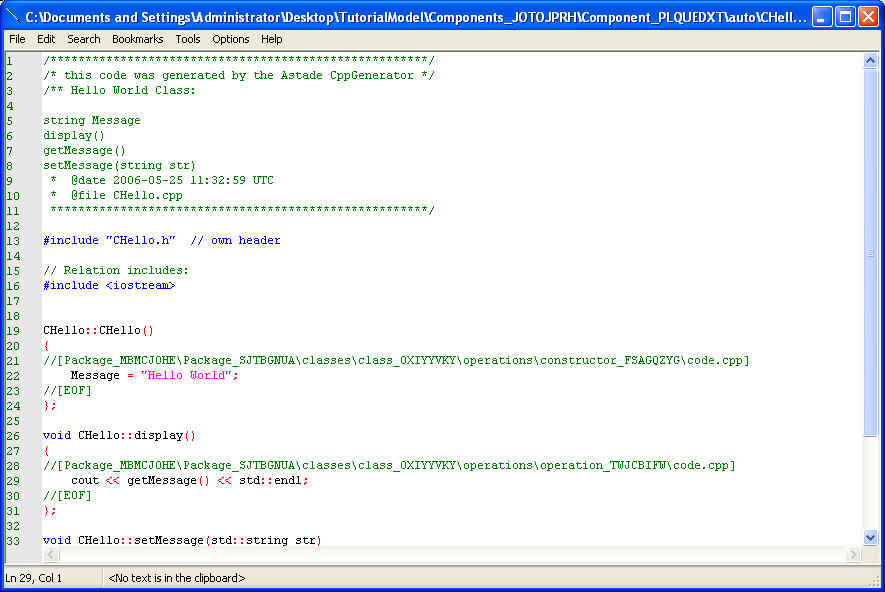 C:\Documents and Settings\Administrator\Desktop\TutorialModel\Components_JOTOJPRH\Component_PLQUEDXT\auto\CHell...
File Edit Search Bookmarks Tools Options Help
1 /******************************************************/
2 /* this code was generated by the Astade CppGenerator */
3 /** Hello World Class:
4
5 string Message
6 display()
7 getMessage()
8 setMessage(string str)
9  *  @date 2006-05-25 11:32:59 UTC
10  *  @file CHello.cpp
11  ******************************************************/
12
13 #include "CHello.h"  // own header
14
15 // Relation includes:
16 #include <iostream>
17
18
19 CHello::CHello()
20 {
21 //[Package_MBMCJOHE\Package_SJTBGNUA\classes\class_OXIYYVKY\operations\constructor_FSAGQZYG\code.cpp]
22     Message = "Hello World";
23 //[EOF]
24 };
25
26 void CHello::display()
27 {
28 //[Package_MBMCJOHE\Package_SJTBGNUA\classes\class_OXIYYVKY\operations\operation_TWJCBIFW\code.cpp]
29     cout << getMessage() << std::endl;
30 //[EOF]
31 };
32
33 void CHello::setMessage(std::string str)
Ln 29, Col 1 <No text is in the clipboard>